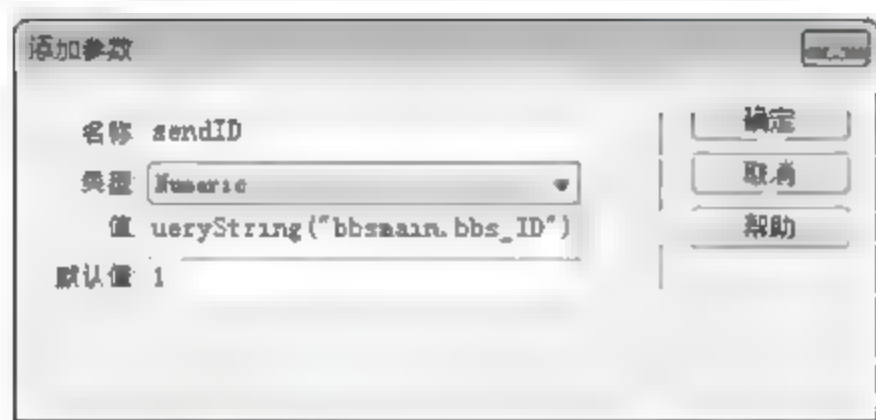 添加参数
名称 sendID
类型 Numeric
值 ueryString("bbsmain.bbs_ID")
默认值 1
确定
取消
帮助